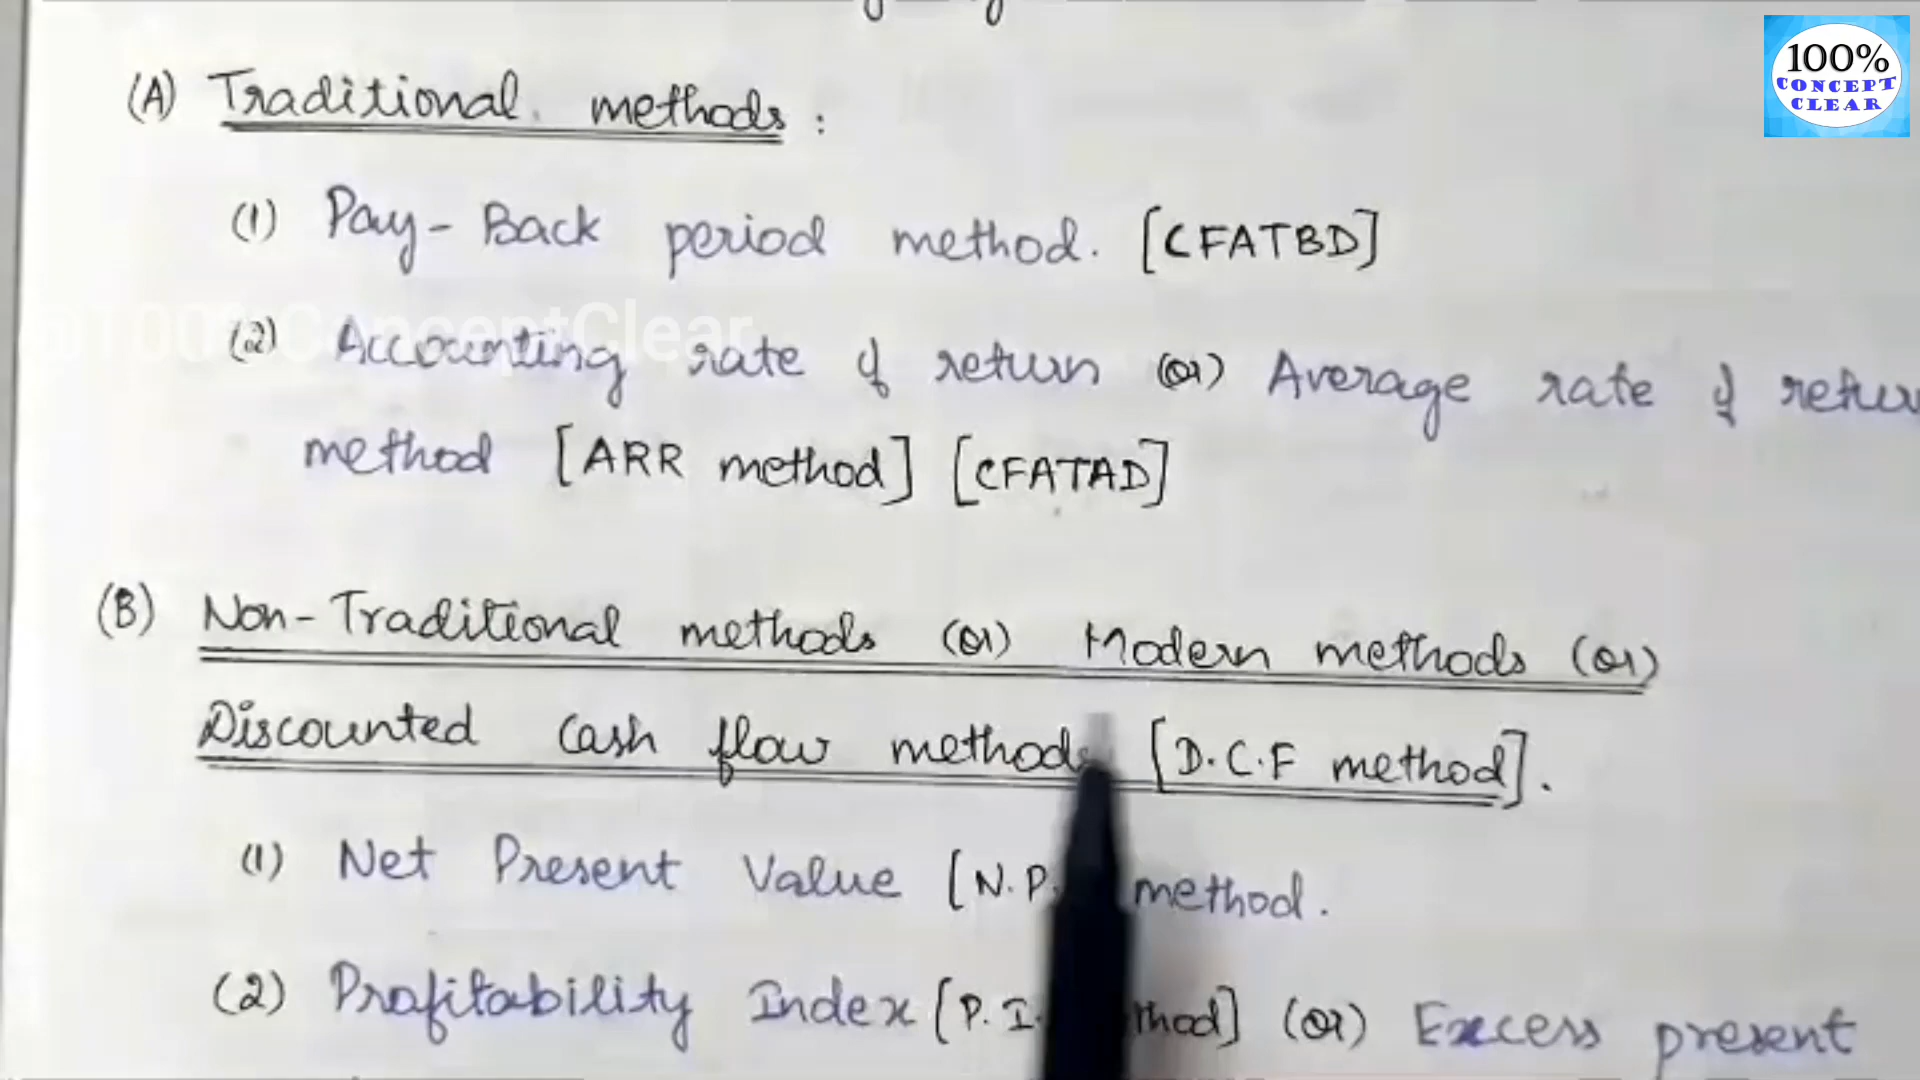 100%
CONCEPT
CLEAR
(A) Traditional methods :
(1) Pay-Back period method. [CFATBD]
(2) Accounting rate of return (or) Average rate of
method [ARR method] [CFATAD]
(B) Non-Traditional methods (or) Modern methods (or)
Discounted Cash flow methods [D.C.F method].
(1) Net Present Value [N.P. method.
(2) Profitability Index [P.I. (or) Excess present